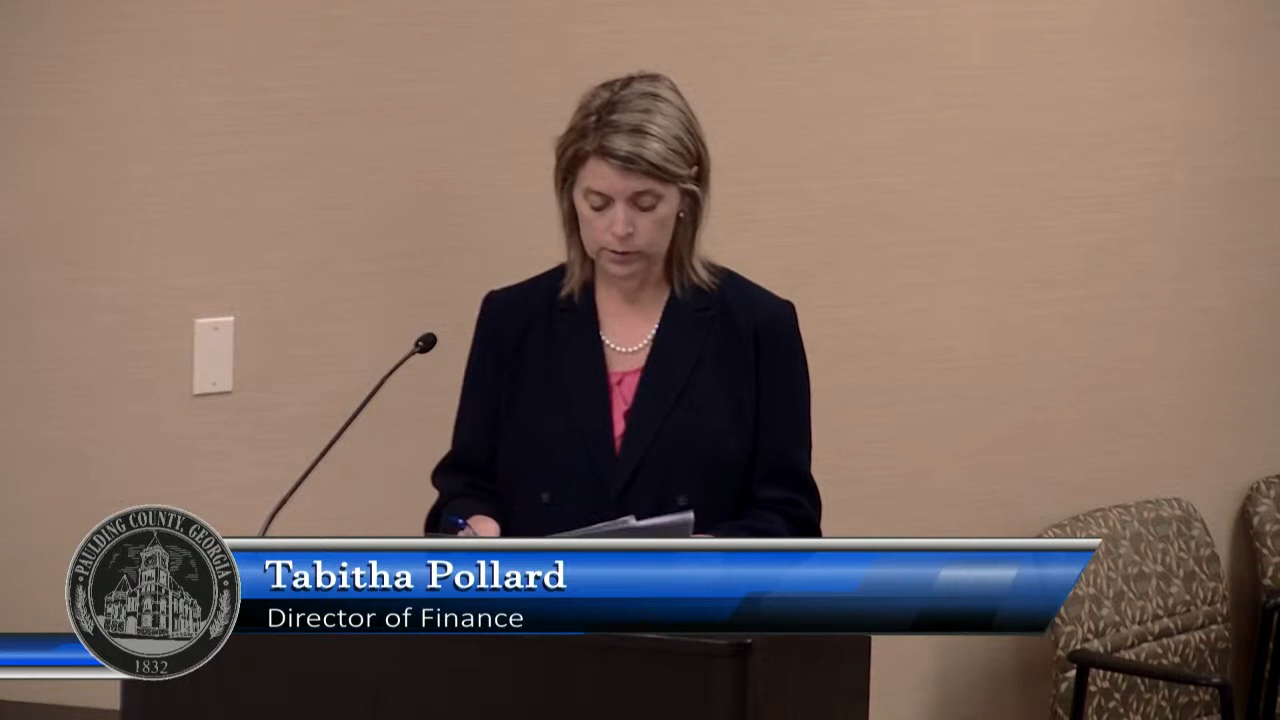 PAULDING COUNTY, GEORGIA
1832
Tabitha Pollard
Director of Finance